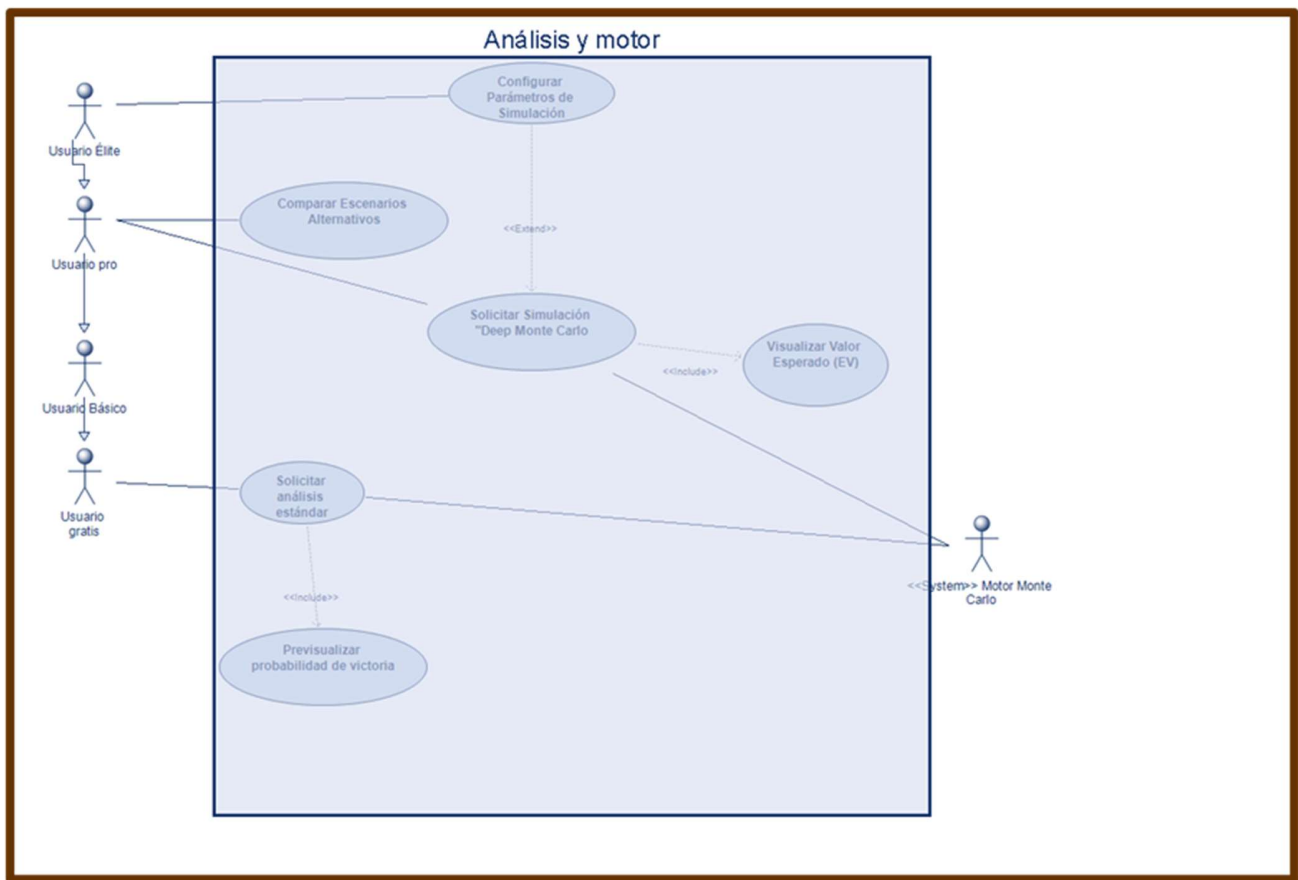 Análisis y motor
Configurar
Parámetros de
Simulación
Usuario Élite
Comparar Escenarios
Alternativos
<<Extend>>
Usuario pro
Solicitar Simulación
"Deep Monte Carlo
Visualizar Valor
Esperado (EV)
<<Include>>
Usuario Básico
Solicitar
análisis
estándar
Usuario
gratis
<<System>> Motor Monte
Carlo
<<Include>>
Previsualizar
probabilidad de victoria